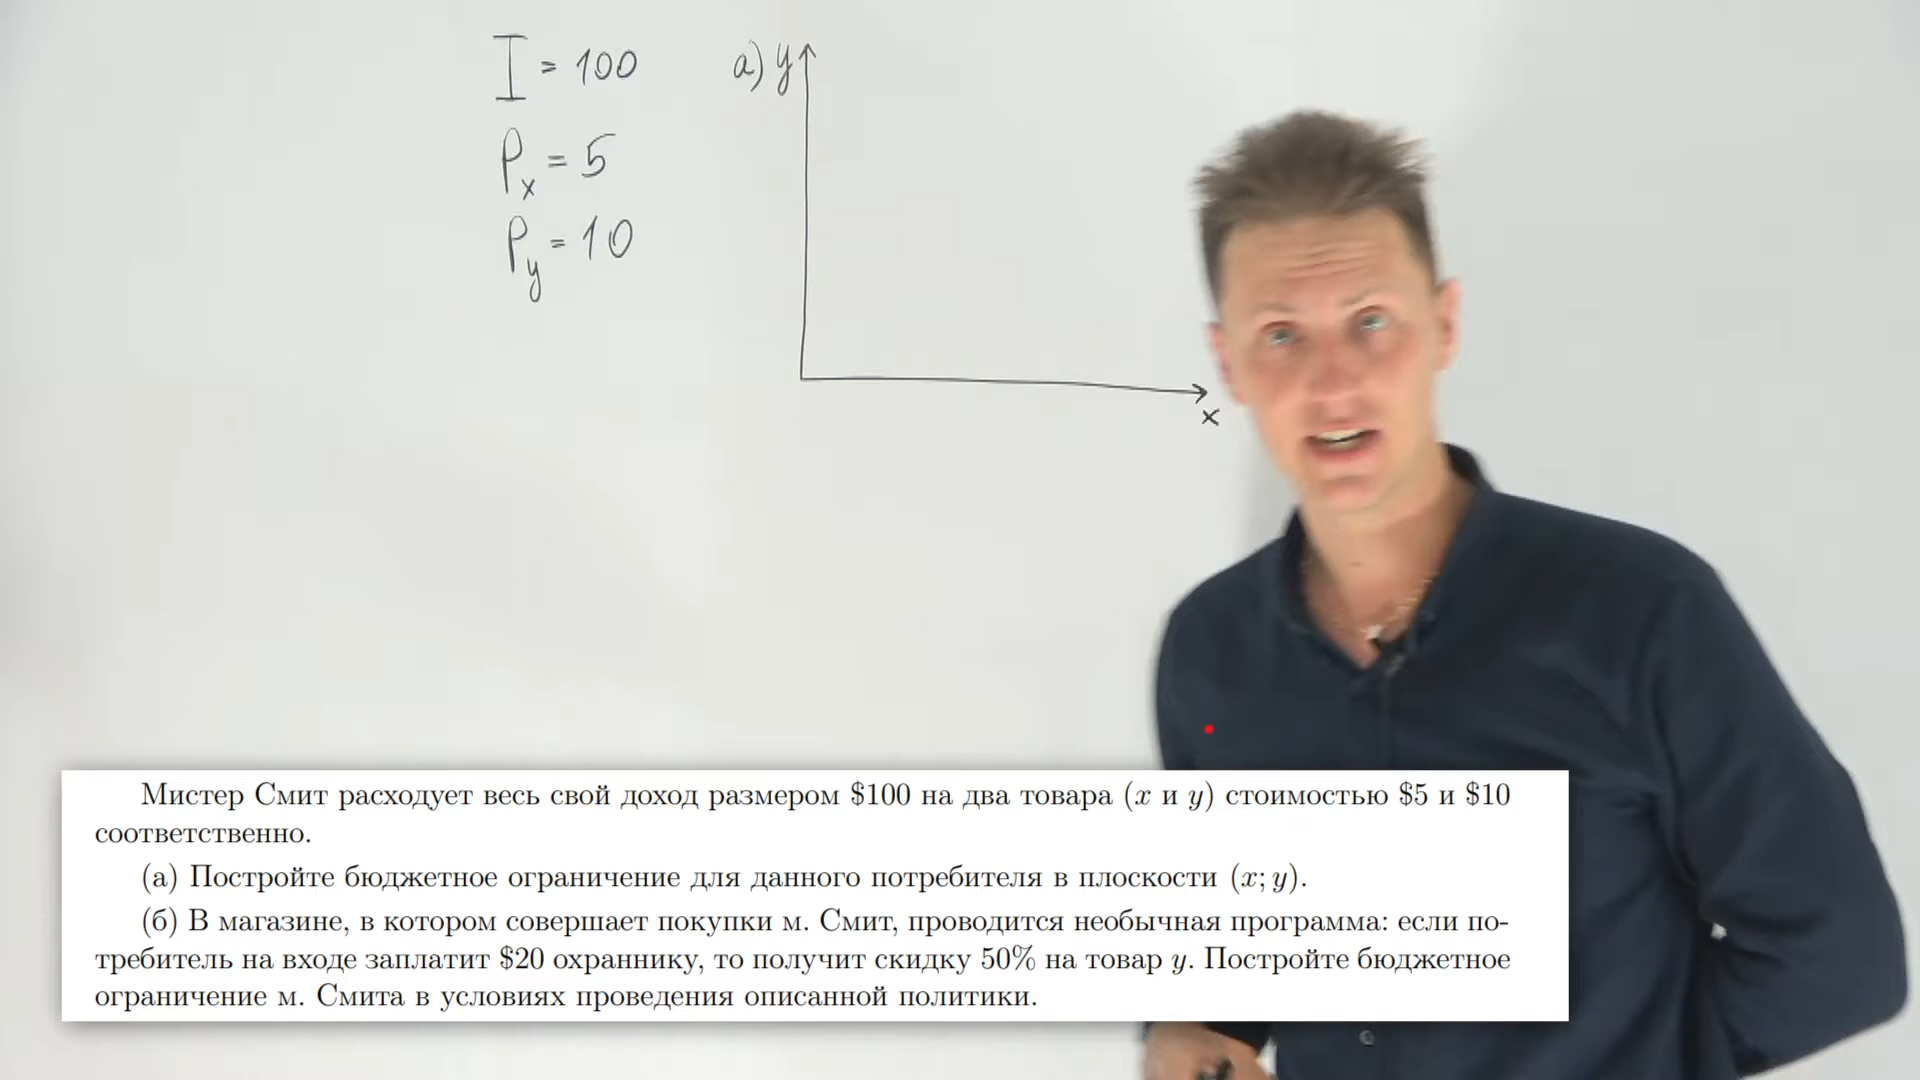 I = 100
Px = 5
Py = 10
а) y
x
Мистер Смит расходует весь свой доход размером $100 на два товара (x и y) стоимостью $5 и $10
соответственно.
(а) Постройте бюджетное ограничение для данного потребителя в плоскости (x; y).
(б) В магазине, в котором совершает покупки м. Смит, проводится необычная программа: если по-
требитель на входе заплатит $20 охраннику, то получит скидку 50% на товар y. Постройте бюджетное
ограничение м. Смита в условиях проведения описанной политики.